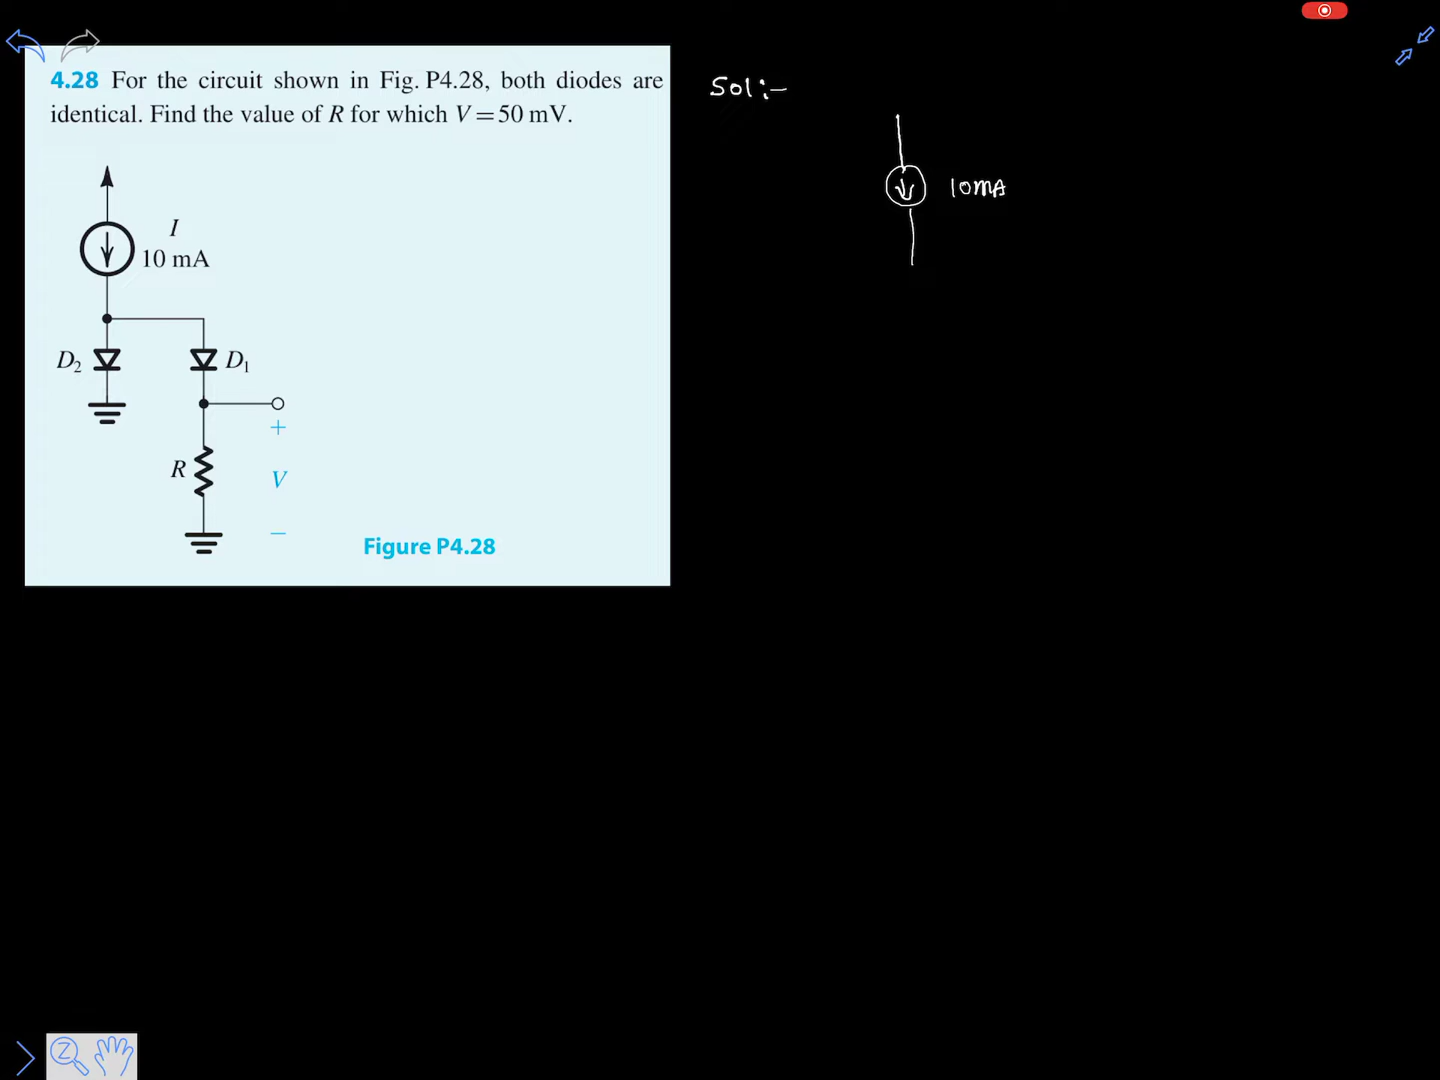 4.28 For the circuit shown in Fig. P4.28, both diodes are
identical. Find the value of R for which V = 50 mV.
I
10 mA
D2
D1
+
R
V
−
Figure P4.28
Sol:-
10mA
Z